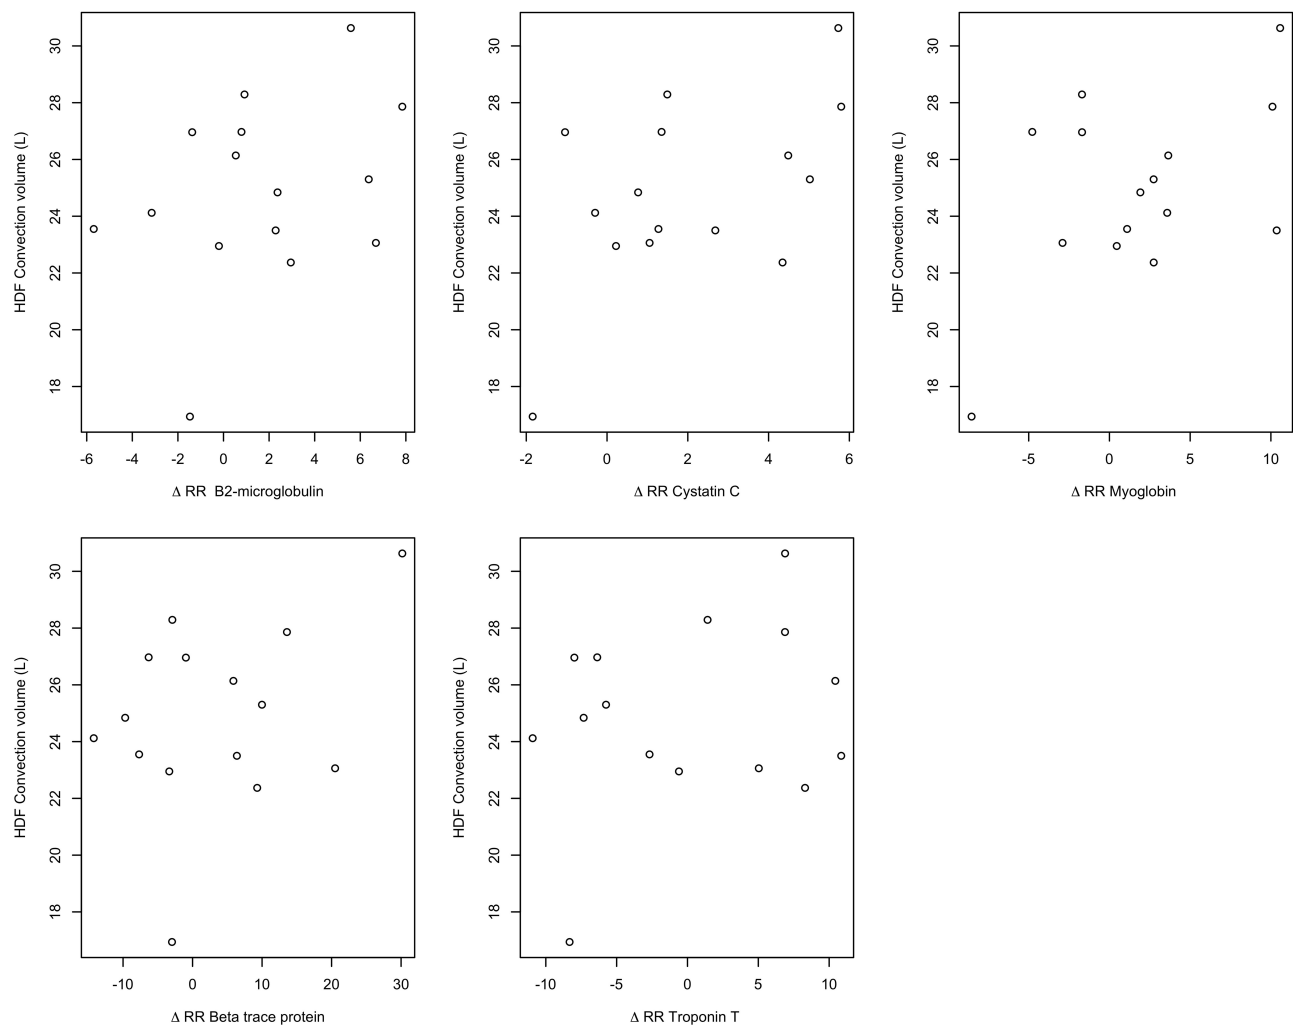 HDF Convection volume (L)
30
28
26
24
22
20
18
-6 -4 -2 0 2 4 6 8
Δ RR  B2-microglobulin
HDF Convection volume (L)
30
28
26
24
22
20
18
-2 0 2 4 6
Δ RR Cystatin C
HDF Convection volume (L)
30
28
26
24
22
20
18
-5 0 5 10
Δ RR Myoglobin
HDF Convection volume (L)
30
28
26
24
22
20
18
-10 0 10 20 30
Δ RR Beta trace protein
HDF Convection volume (L)
30
28
26
24
22
20
18
-10 -5 0 5 10
Δ RR Troponin T